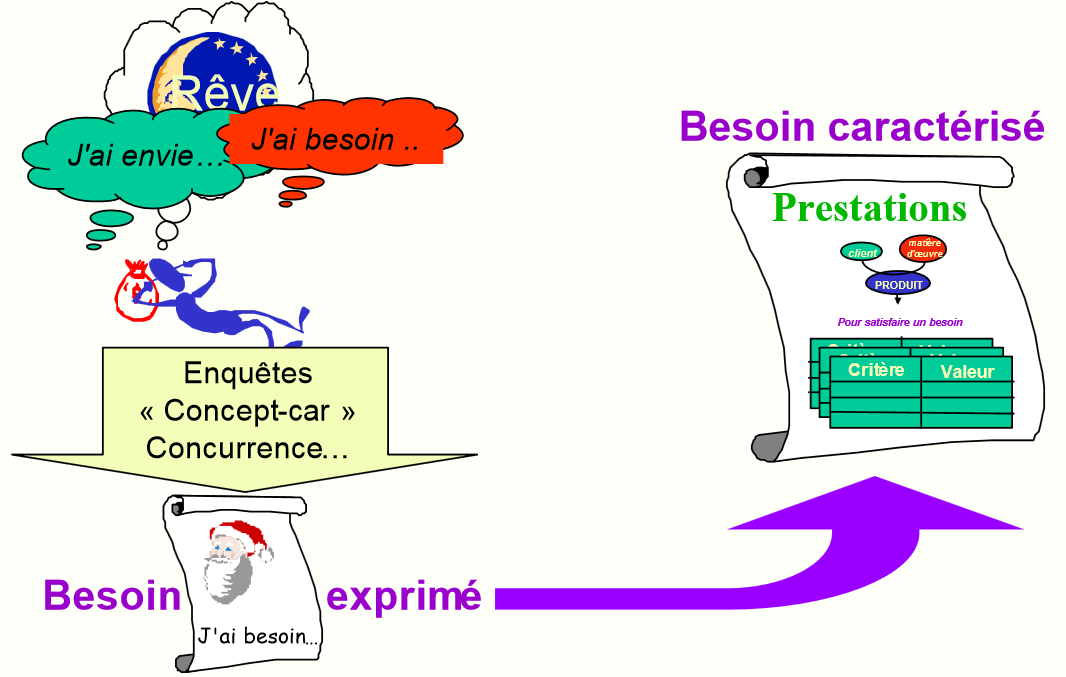 Rêve
J'ai envie…
J'ai besoin ..
Enquêtes
« Concept-car »
Concurrence…
Besoin exprimé
J'ai besoin…
Besoin caractérisé
Prestations
client
matière
d'œuvre
PRODUIT
Pour satisfaire un besoin
Critère Valeur